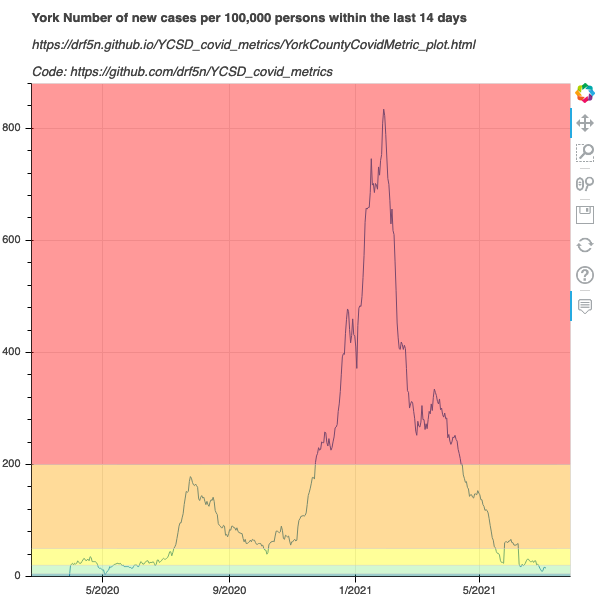 York Number of new cases per 100,000 persons within the last 14 days
https://drf5n.github.io/YCSD_covid_metrics/YorkCountyCovidMetric_plot.html
Code: https://github.com/drf5n/YCSD_covid_metrics
800
600
400
200
0
5/2020 9/2020 1/2021 5/2021